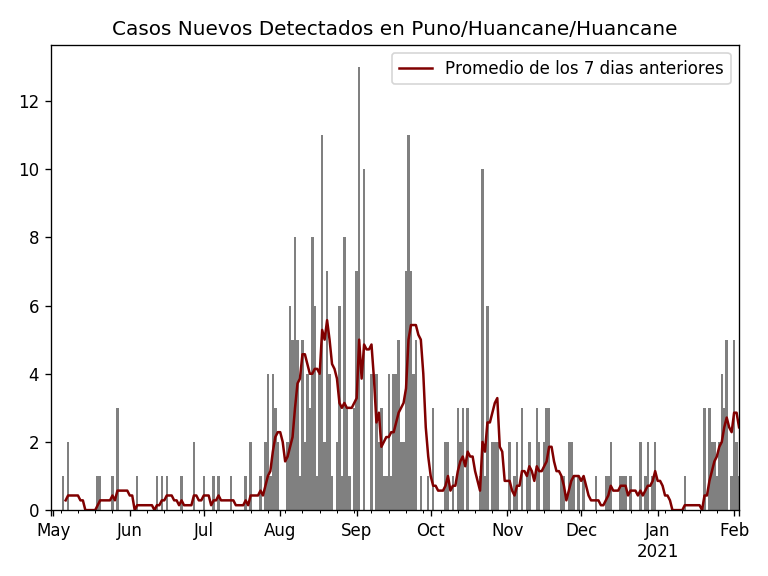 Casos Nuevos Detectados en Puno/Huancane/Huancane
Promedio de los 7 dias anteriores
12
10
8
6
4
2
0
May Jun Jul Aug Sep Oct Nov Dec Jan Feb
2021